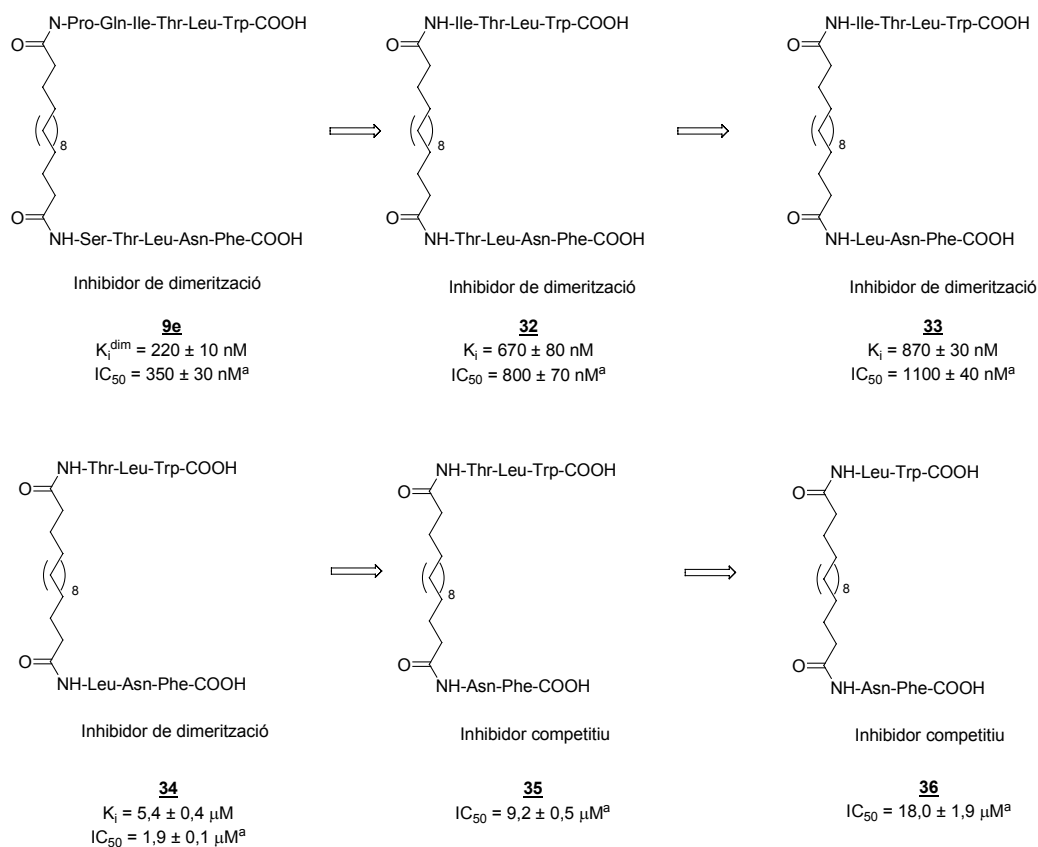 N-Pro-Gln-Ile-Thr-Leu-Trp-COOH
O
8
O
NH-Ser-Thr-Leu-Asn-Phe-COOH
Inhibidor de dimerització
9e
Ki^dim = 220 ± 10 nM
IC50 = 350 ± 30 nM^a
NH-Ile-Thr-Leu-Trp-COOH
O
8
O
NH-Thr-Leu-Asn-Phe-COOH
Inhibidor de dimerització
32
Ki = 670 ± 80 nM
IC50 = 800 ± 70 nM^a
NH-Ile-Thr-Leu-Trp-COOH
O
8
O
NH-Leu-Asn-Phe-COOH
Inhibidor de dimerització
33
Ki = 870 ± 30 nM
IC50 = 1100 ± 40 nM^a
NH-Thr-Leu-Trp-COOH
O
8
O
NH-Leu-Asn-Phe-COOH
Inhibidor de dimerització
34
Ki = 5,4 ± 0,4 μM
IC50 = 1,9 ± 0,1 μM^a
NH-Thr-Leu-Trp-COOH
O
8
O
NH-Asn-Phe-COOH
Inhibidor competitiu
35
IC50 = 9,2 ± 0,5 μM^a
NH-Leu-Trp-COOH
O
8
O
NH-Asn-Phe-COOH
Inhibidor competitiu
36
IC50 = 18,0 ± 1,9 μM^a